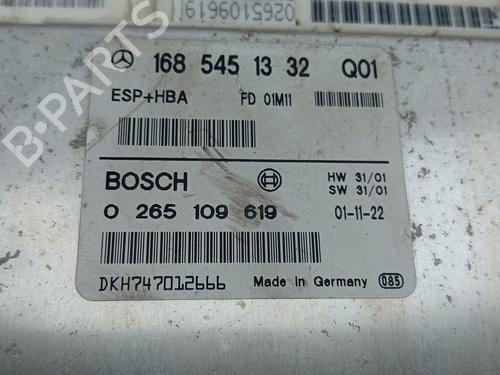 0265109619
168 545 13 32 Q01
ESP+HBA FD 01M11
BOSCH HW 31/01
SW 31/01
0 265 109 619 01-11-22
DKH747012666 Made in Germany 085
B-PARTS